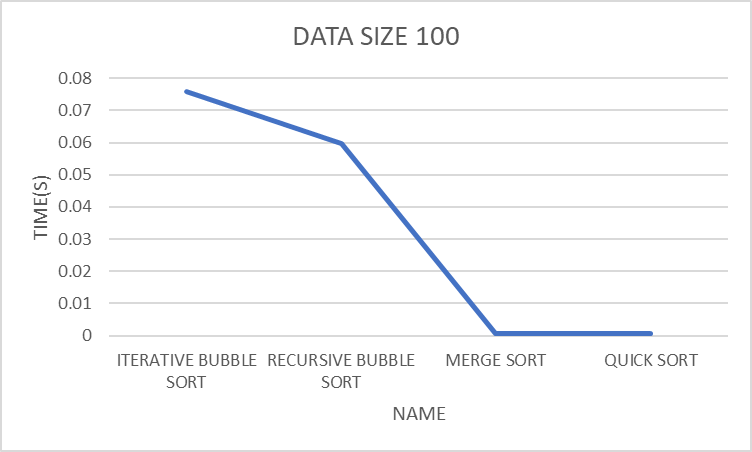 DATA SIZE 100
0.08
0.07
0.06
0.05
0.04
0.03
0.02
0.01
0
TIME(S)
ITERATIVE BUBBLE
SORT
RECURSIVE BUBBLE
SORT
MERGE SORT
QUICK SORT
NAME